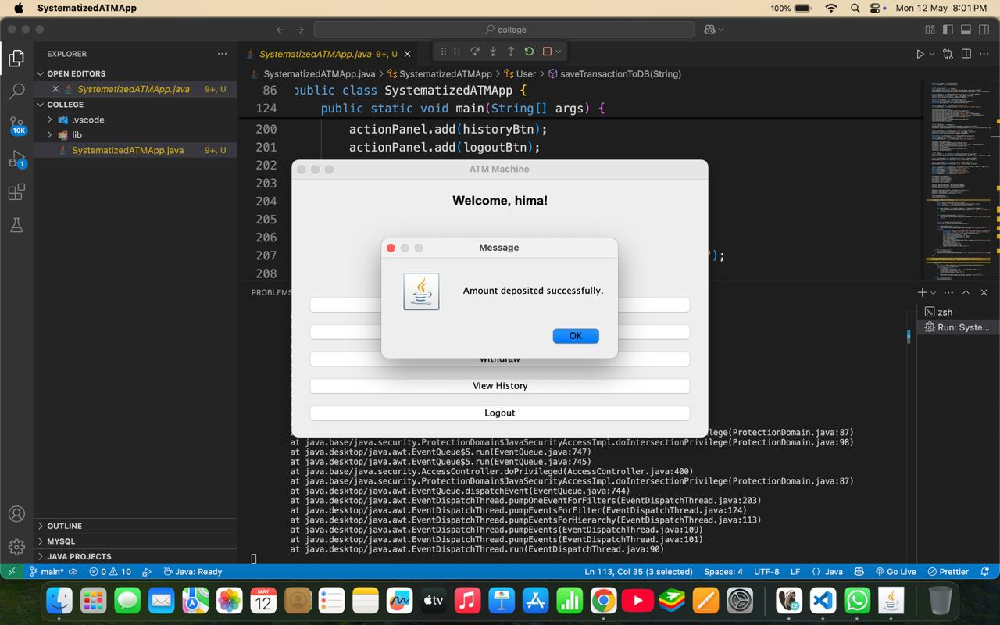 SystematizedATMApp
100%
Mon 12 May 8:01 PM
college
EXPLORER
OPEN EDITORS
SystematizedATMApp.java 9+, U
COLLEGE
.vscode
lib
SystematizedATMApp.java 9+, U
OUTLINE
MYSQL
JAVA PROJECTS
10K
1
SystematizedATMApp.java 9+, U
SystematizedATMApp.java > SystematizedATMApp > User > saveTransactionToDB(String)
86 public class SystematizedATMApp {
124 public static void main(String[] args) {
200 actionPanel.add(historyBtn);
201 actionPanel.add(logoutBtn);
202
203
204
205
206
207 );
208
ATM Machine
Welcome, hima!
Message
Amount deposited successfully.
OK
Withdraw
View History
Logout
PROBLEMS
zsh
Run: Syste...
lege(ProtectionDomain.java:87)
at java.base/java.security.ProtectionDomain$JavaSecurityAccessImpl.doIntersectionPrivilege(ProtectionDomain.java:98)
at java.desktop/java.awt.EventQueue$5.run(EventQueue.java:747)
at java.desktop/java.awt.EventQueue$5.run(EventQueue.java:745)
at java.base/java.security.AccessController.doPrivileged(AccessController.java:400)
at java.base/java.security.ProtectionDomain$JavaSecurityAccessImpl.doIntersectionPrivilege(ProtectionDomain.java:87)
at java.desktop/java.awt.EventQueue.dispatchEvent(EventQueue.java:744)
at java.desktop/java.awt.EventDispatchThread.pumpOneEventForFilters(EventDispatchThread.java:203)
at java.desktop/java.awt.EventDispatchThread.pumpEventsForFilter(EventDispatchThread.java:124)
at java.desktop/java.awt.EventDispatchThread.pumpEventsForHierarchy(EventDispatchThread.java:113)
at java.desktop/java.awt.EventDispatchThread.pumpEvents(EventDispatchThread.java:109)
at java.desktop/java.awt.EventDispatchThread.pumpEvents(EventDispatchThread.java:101)
at java.desktop/java.awt.EventDispatchThread.run(EventDispatchThread.java:90)
main* 0 10 Java: Ready Ln 113, Col 35 (3 selected) Spaces: 4 UTF-8 LF {} Java Go Live Prettier
MAY
12
tv